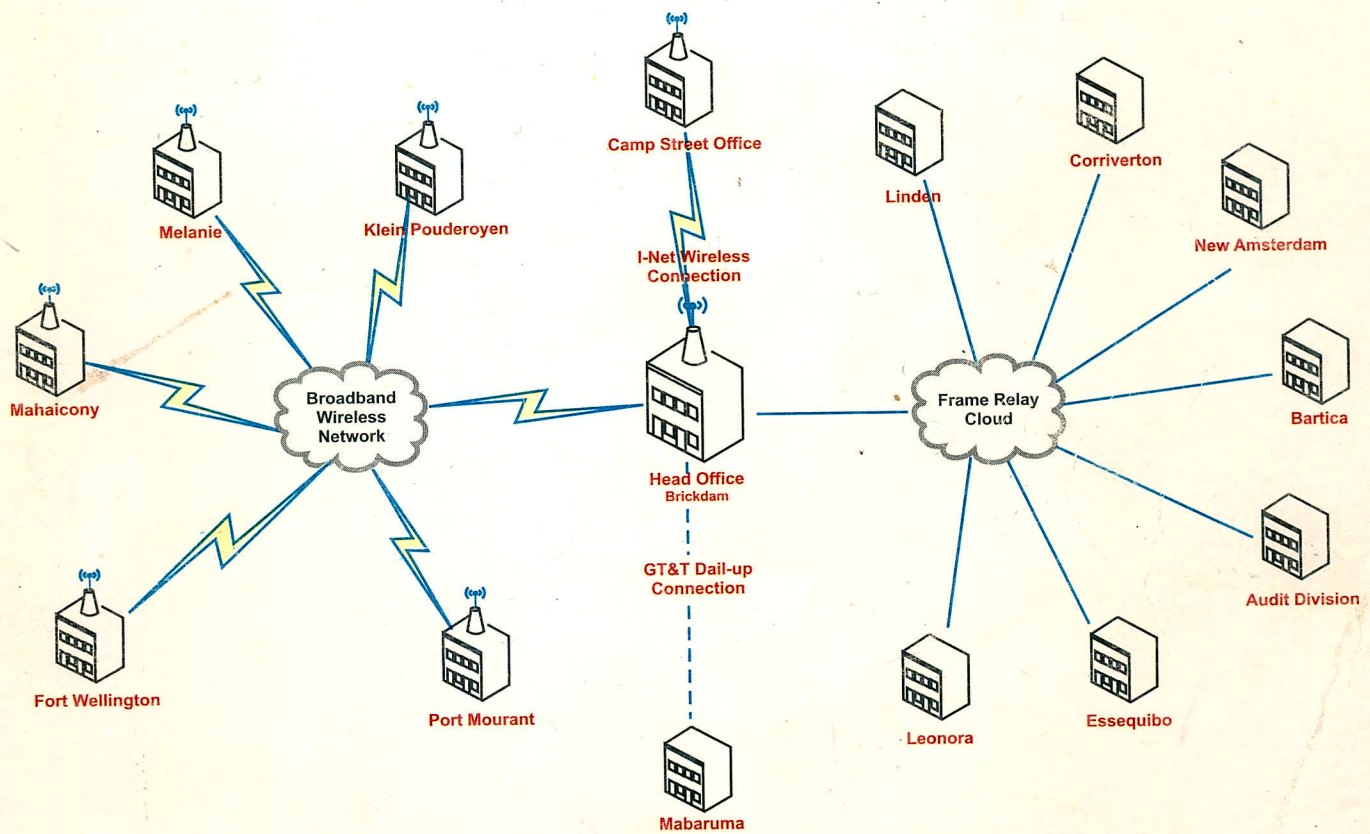 Camp Street Office
Melanie
Klein Pouderoyen
Linden
Corriverton
New Amsterdam
I-Net Wireless
Connection
Mahaicony
Broadband
Wireless
Network
Frame Relay
Cloud
Bartica
Head Office
Brickdam
GT&T Dail-up
Connection
Audit Division
Fort Wellington
Port Mourant
Leonora
Essequibo
Mabaruma